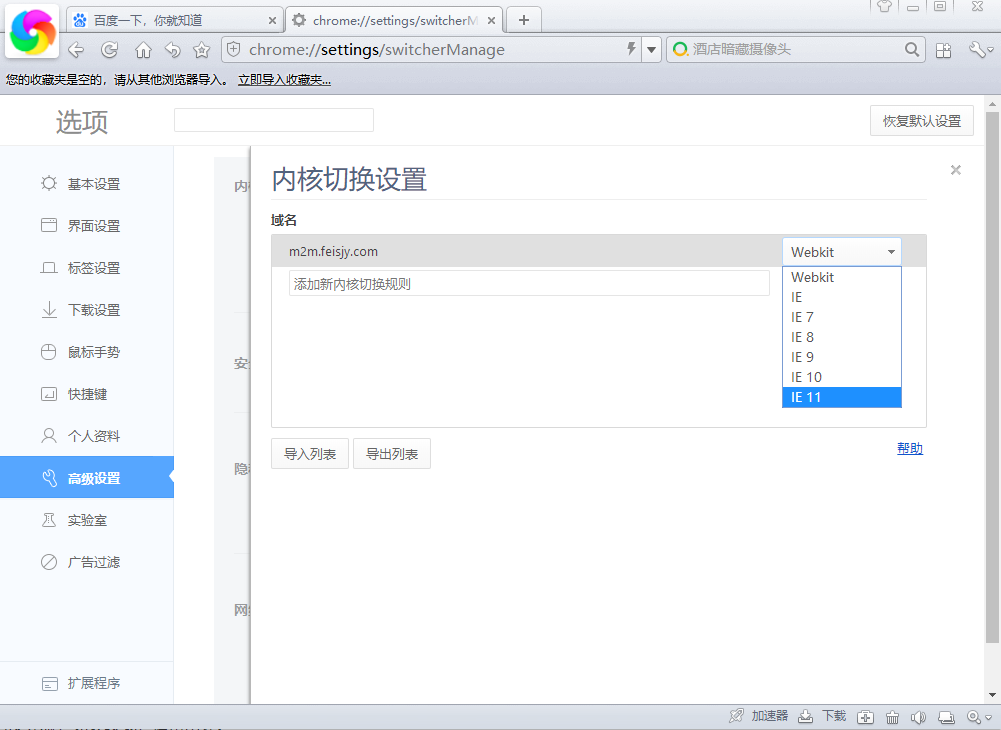 百度一下，你就知道
chrome://settings/switcherM
chrome://settings/switcherManage
酒店暗藏摄像头
您的收藏夹是空的，请从其他浏览器导入。 立即导入收藏夹...
选项
恢复默认设置
基本设置
界面设置
标签设置
下载设置
鼠标手势
快捷键
个人资料
高级设置
实验室
广告过滤
扩展程序
安
隐
网
内核切换设置
域名
m2m.feisjy.com
Webkit
添加新内核切换规则
Webkit
IE
IE 7
IE 8
IE 9
IE 10
IE 11
导入列表
导出列表
帮助
加速器
下载